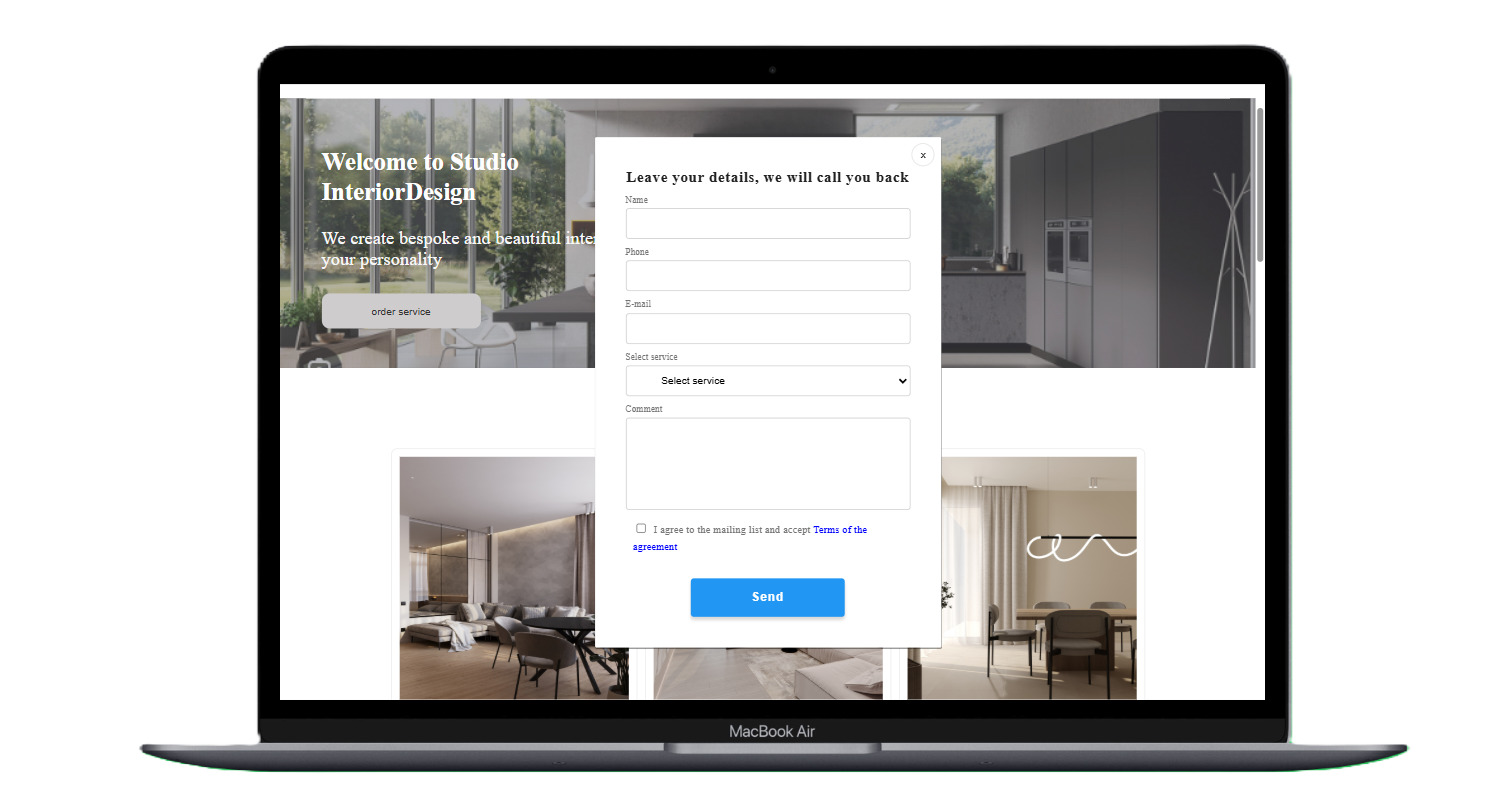 Welcome to Studio
InteriorDesign
We create bespoke and beautiful
your personality
order service
x
Leave your details, we will call you back
Name
Phone
E-mail
Select service
Select service
Comment
I agree to the mailing list and accept Terms of the
agreement
Send
MacBook Air